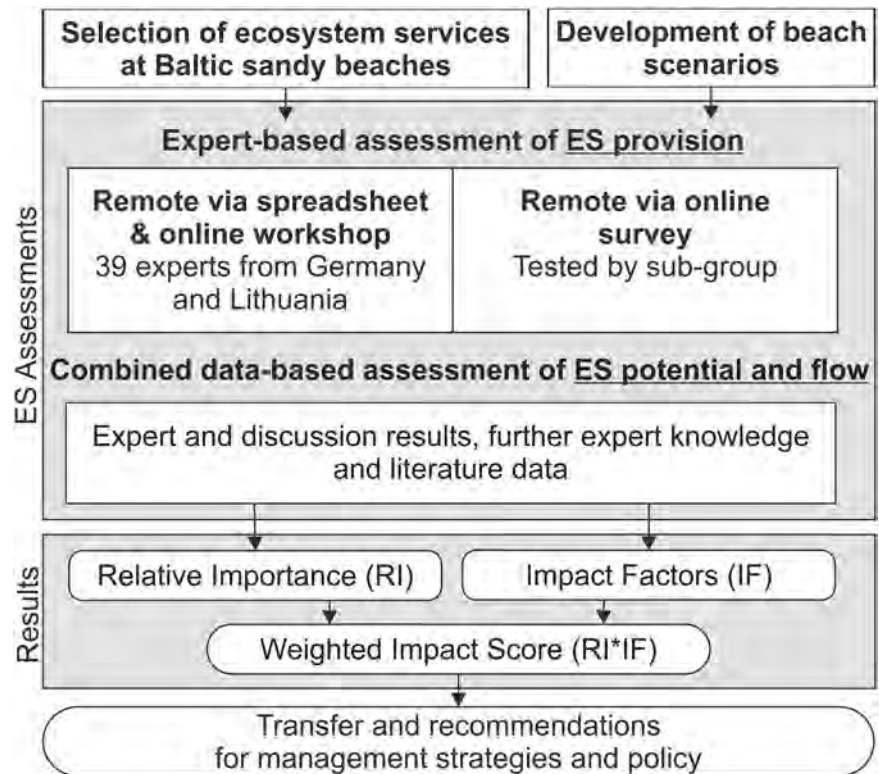 Selection of ecosystem services
at Baltic sandy beaches
Development of beach
scenarios
ES Assessments
Expert-based assessment of ES provision
Remote via spreadsheet
& online workshop
39 experts from Germany
and Lithuania
Remote via online
survey
Tested by sub-group
Combined data-based assessment of ES potential and flow
Expert and discussion results, further expert knowledge
and literature data
Results
Relative Importance (RI)
Impact Factors (IF)
Weighted Impact Score (RI*IF)
Transfer and recommendations
for management strategies and policy